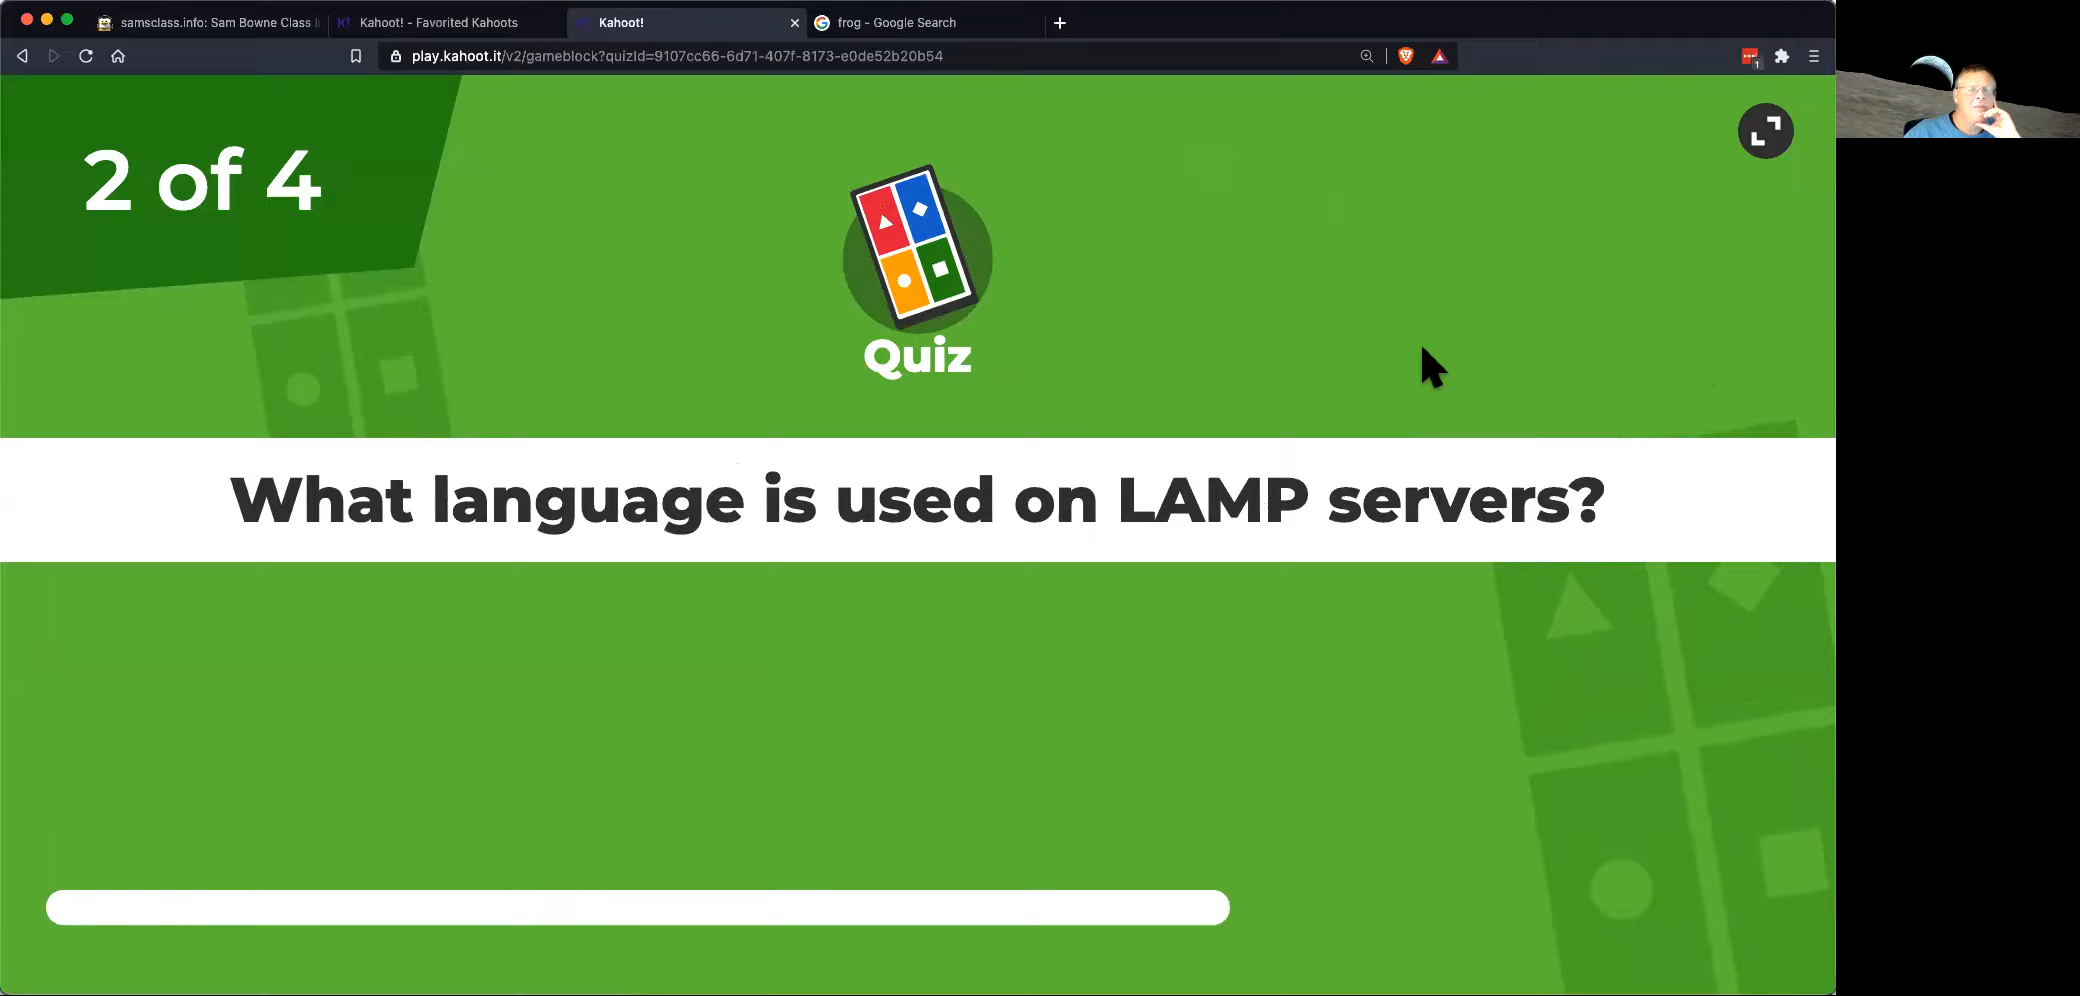 samsclass.info: Sam Bowne Class
Kahoot! - Favorited Kahoots
Kahoot!
frog - Google Search
play.kahoot.it/v2/gameblock?quizId=9107cc66-6d71-407f-8173-e0de52b20b54
1
2 of 4
Quiz
What language is used on LAMP servers?